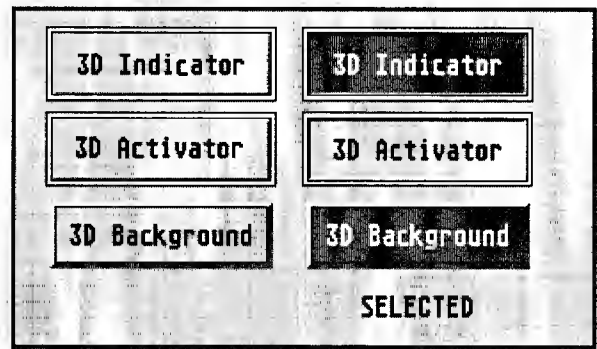 3D Indicator 3D Indicator
3D Activator 3D Activator
3D Background 3D Background
SELECTED